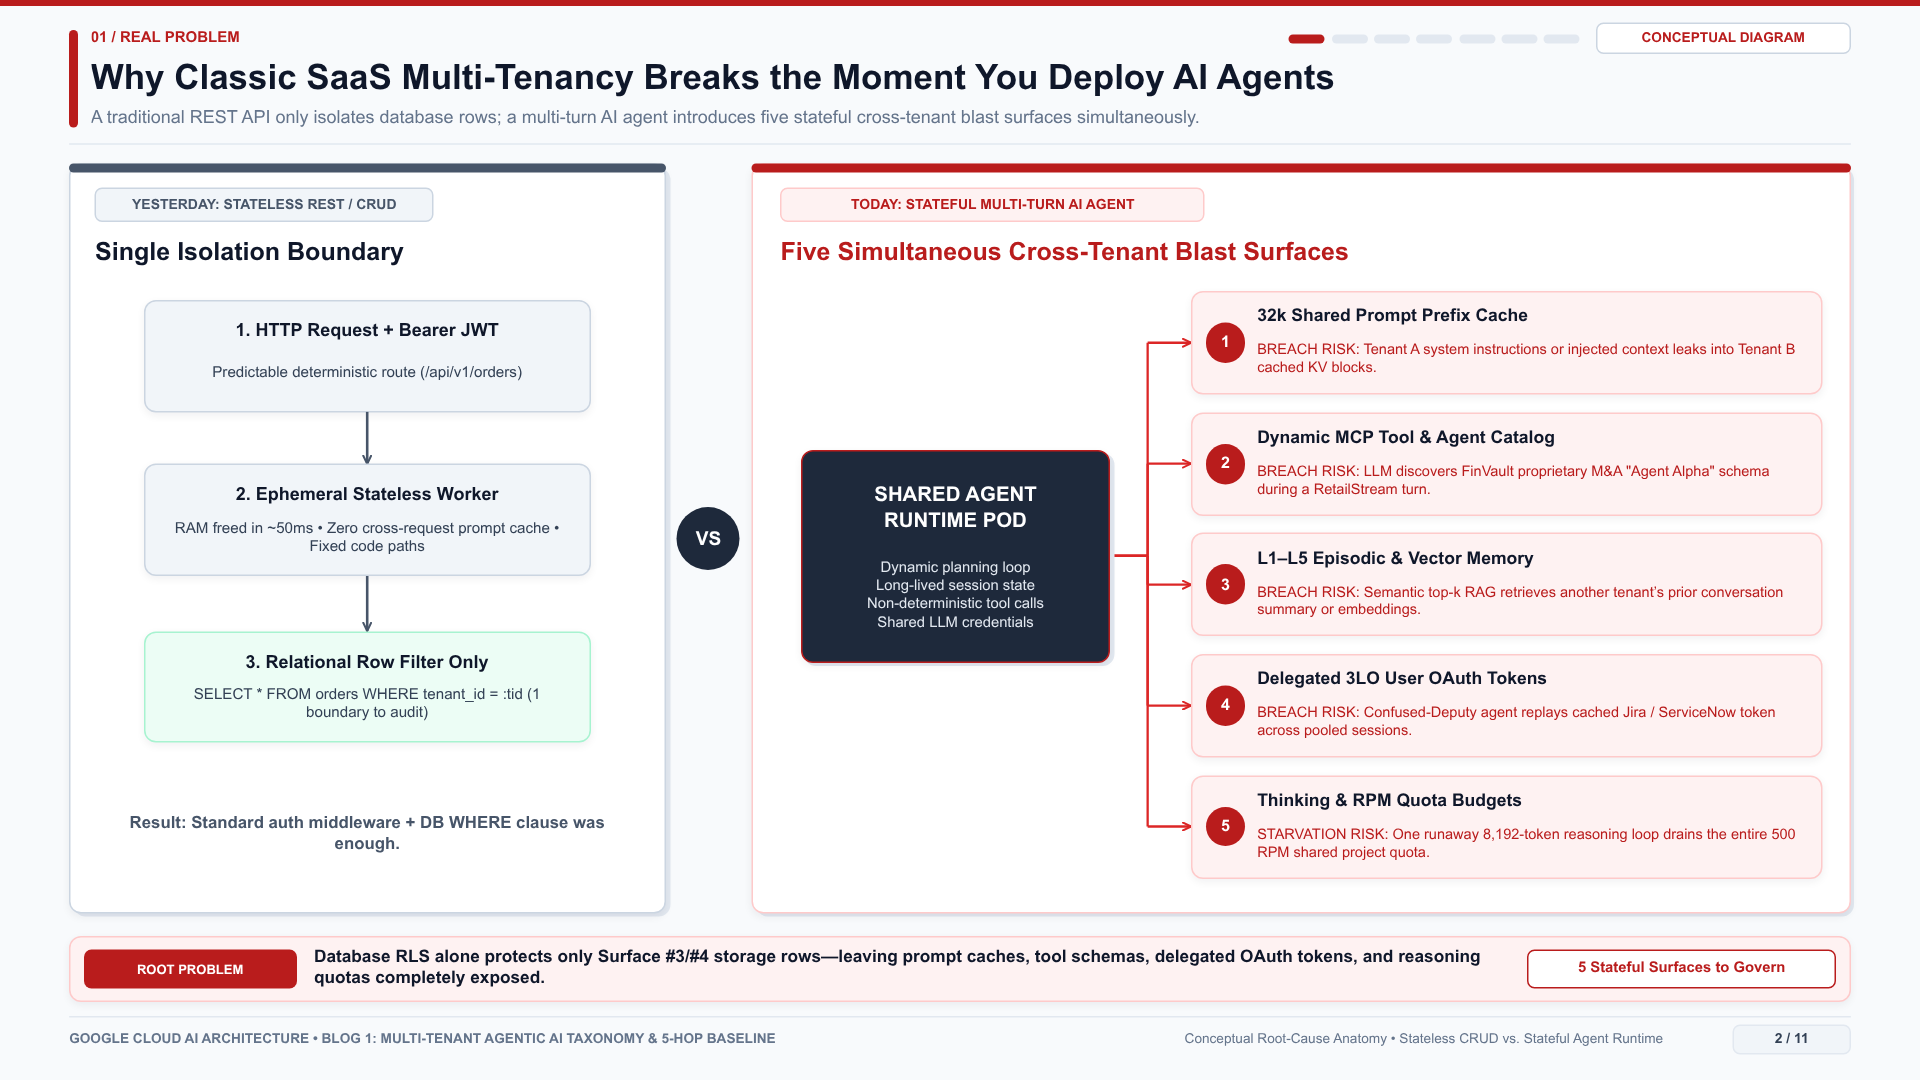 01 / REAL PROBLEM
CONCEPTUAL DIAGRAM
Why Classic SaaS Multi-Tenancy Breaks the Moment You Deploy AI Agents
A traditional REST API only isolates database rows; a multi-turn AI agent introduces five stateful cross-tenant blast surfaces simultaneously.
YESTERDAY: STATELESS REST / CRUD
Single Isolation Boundary
1. HTTP Request + Bearer JWT
Predictable deterministic route (/api/v1/orders)
2. Ephemeral Stateless Worker
RAM freed in ~50ms • Zero cross-request prompt cache •
Fixed code paths
3. Relational Row Filter Only
SELECT * FROM orders WHERE tenant_id = :tid (1
boundary to audit)
Result: Standard auth middleware + DB WHERE clause was
enough.
VS
TODAY: STATEFUL MULTI-TURN AI AGENT
Five Simultaneous Cross-Tenant Blast Surfaces
SHARED AGENT
RUNTIME POD
Dynamic planning loop
Long-lived session state
Non-deterministic tool calls
Shared LLM credentials
1
32k Shared Prompt Prefix Cache
BREACH RISK: Tenant A system instructions or injected context leaks into Tenant B
cached KV blocks.
2
Dynamic MCP Tool & Agent Catalog
BREACH RISK: LLM discovers FinVault proprietary M&A "Agent Alpha" schema
during a RetailStream turn.
3
L1–L5 Episodic & Vector Memory
BREACH RISK: Semantic top-k RAG retrieves another tenant's prior conversation
summary or embeddings.
4
Delegated 3LO User OAuth Tokens
BREACH RISK: Confused-Deputy agent replays cached Jira / ServiceNow token
across pooled sessions.
5
Thinking & RPM Quota Budgets
STARVATION RISK: One runaway 8,192-token reasoning loop drains the entire 500
RPM shared project quota.
ROOT PROBLEM
Database RLS alone protects only Surface #3/#4 storage rows—leaving prompt caches, tool schemas, delegated OAuth tokens, and reasoning
quotas completely exposed.
5 Stateful Surfaces to Govern
GOOGLE CLOUD AI ARCHITECTURE • BLOG 1: MULTI-TENANT AGENTIC AI TAXONOMY & 5-HOP BASELINE
Conceptual Root-Cause Anatomy • Stateless CRUD vs. Stateful Agent Runtime
2 / 11